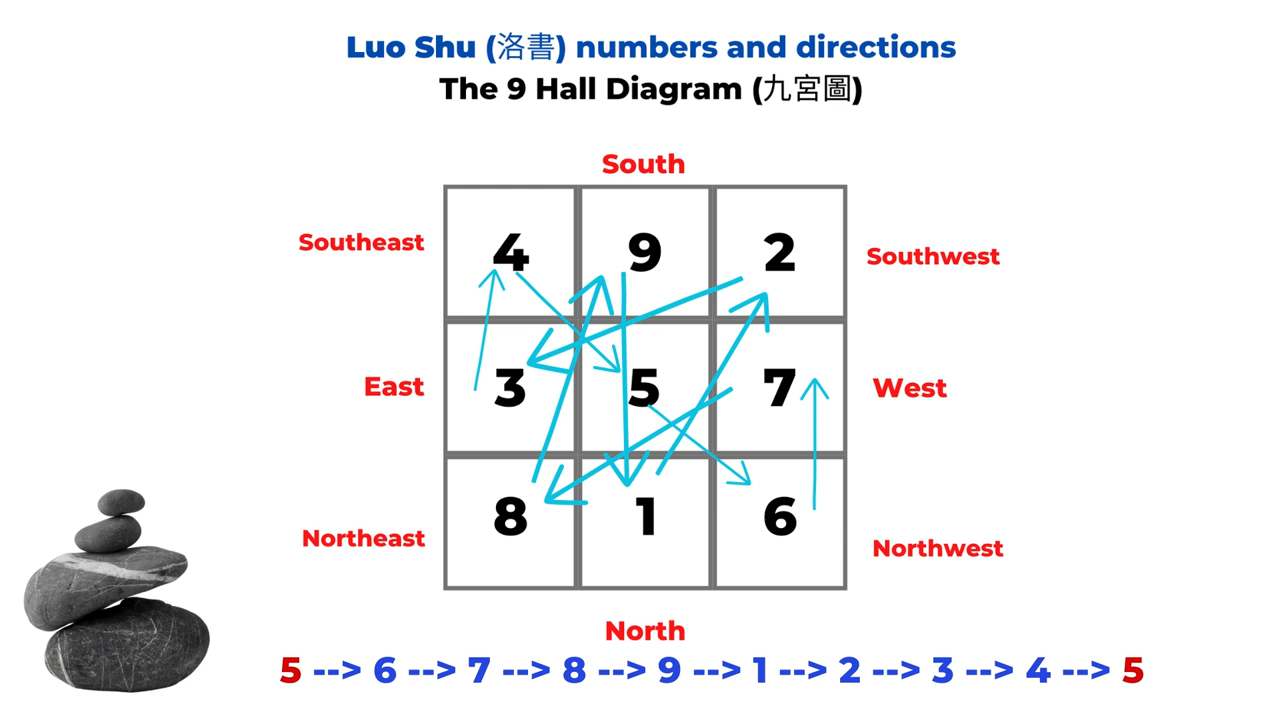 Luo Shu (洛書) numbers and directions
The 9 Hall Diagram (九宮圖)
South
Southeast 4 9 2 Southwest
East 3 5 7 West
8 1 6
Northeast Northwest
North
5 --> 6 --> 7 --> 8 --> 9 --> 1 --> 2 --> 3 --> 4 --> 5